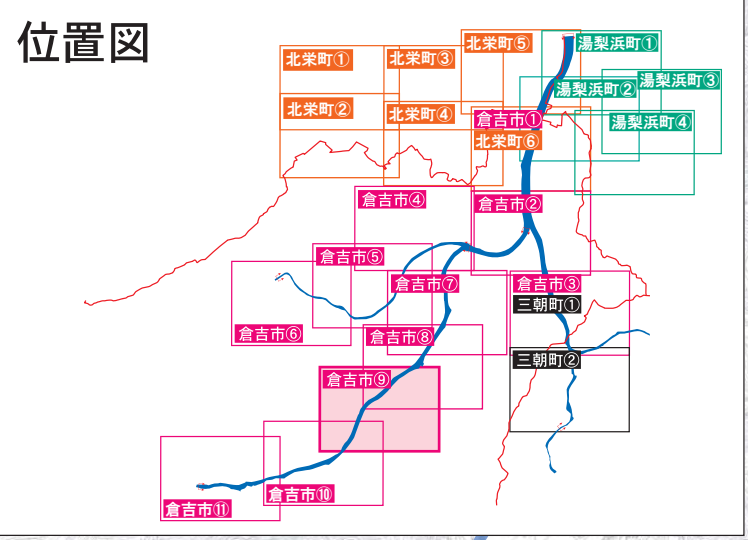 位置図
北栄町⑤
湯梨浜町①
北栄町①
北栄町③
湯梨浜町③
湯梨浜町②
北栄町②
北栄町④
倉吉市①
湯梨浜町④
北栄町⑥
倉吉市④
倉吉市②
倉吉市⑤
倉吉市⑦
倉吉市③
三朝町①
倉吉市⑥
倉吉市⑧
三朝町②
倉吉市⑨
倉吉市⑩
倉吉市⑪